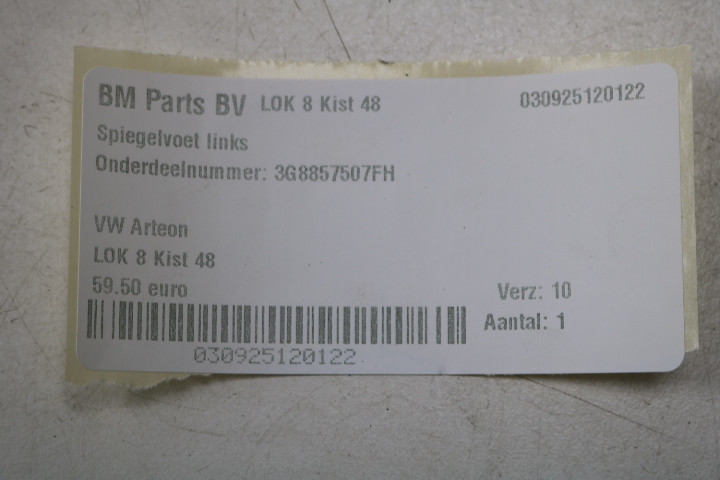 BM Parts BV LOK 8 Kist 48 030925120122
Spiegelvoet links
Onderdeelnummer: 3G8857507FH
VW Arteon
LOK 8 Kist 48
59.50 euro Verz: 10
Aantal: 1
030925120122